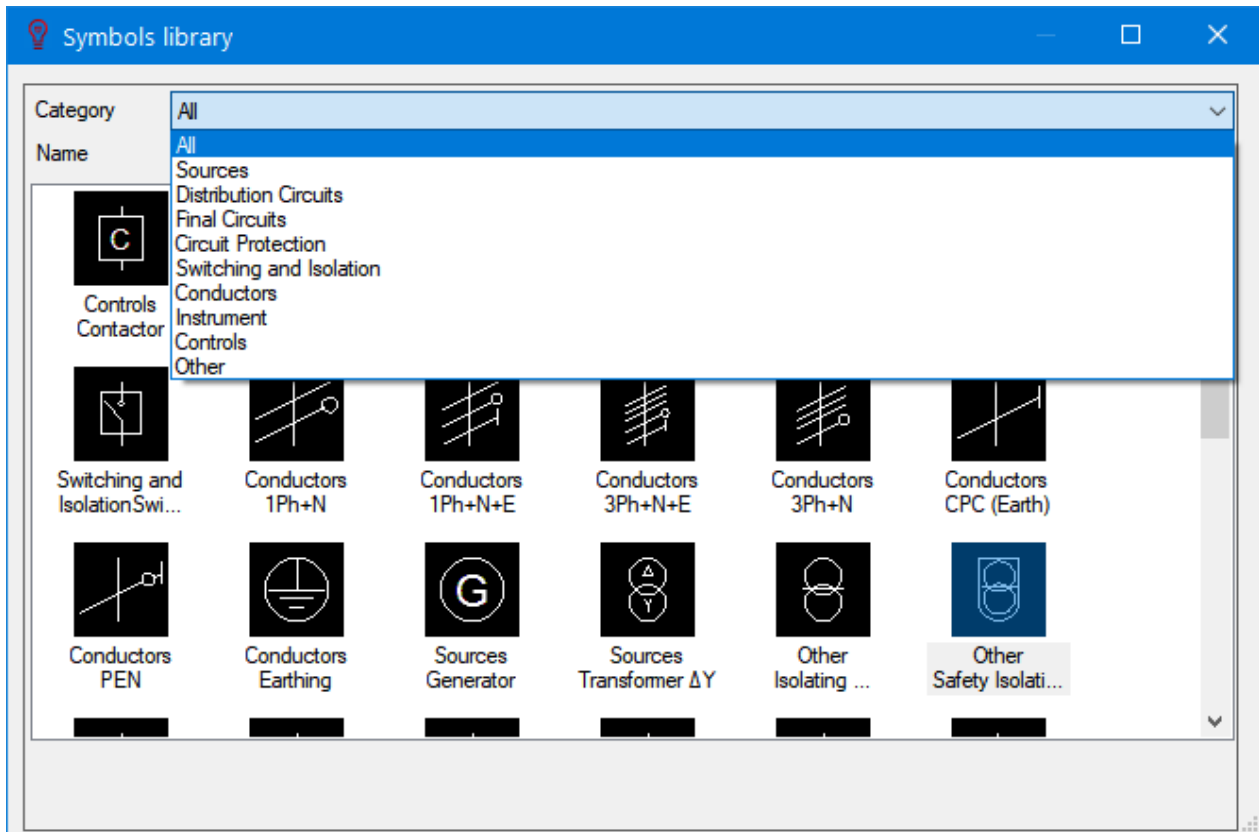 Symbols library
Category
All
Name
All
Sources
Distribution Circuits
Final Circuits
Circuit Protection
Switching and Isolation
Conductors
Instrument
Controls
Other
C
Controls
Contactor
Switching and
IsolationSwi...
Conductors
1Ph+N
Conductors
1Ph+N+E
Conductors
3Ph+N+E
Conductors
3Ph+N
Conductors
CPC (Earth)
G
Δ
Y
Conductors
PEN
Conductors
Earthing
Sources
Generator
Sources
Transformer ΔY
Other
Isolating ...
Other
Safety Isolati...